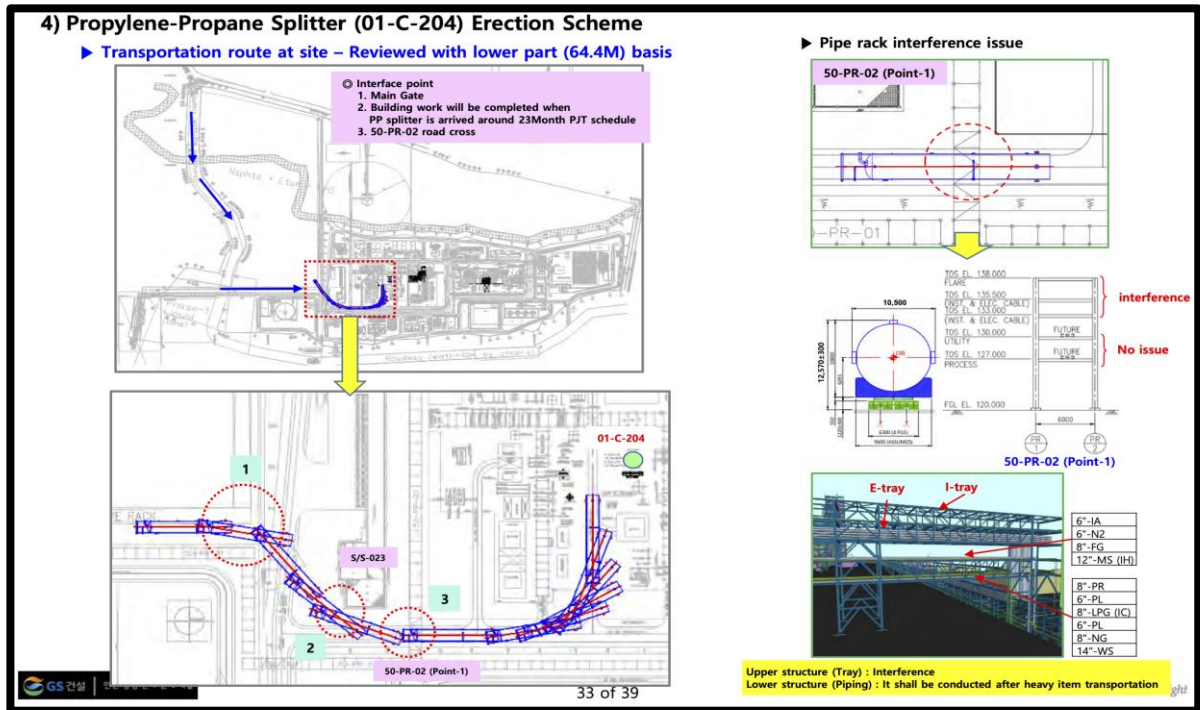 4) Propylene-Propane Splitter (01-C-204) Erection Scheme
▶ Transportation route at site – Reviewed with lower part (64.4M) basis
◎ Interface point
1. Main Gate
2. Building work will be completed when
PP splitter is arrived around 23Month PJT schedule
3. 50-PR-02 road cross
1
S/S-023
2
3
01-C-204
50-PR-02 (Point-1)
▶ Pipe rack interference issue
50-PR-02 (Point-1)
TOS EL. 138.000
FLARE
TOS EL. 135.500
(INST. & ELEC. CABLE)
TOS EL. 133.000
(INST. & ELEC. CABLE)
TOS EL. 130.000
UTILITY
TOS EL. 127.000
PROCESS
FGL EL. 120.000
FUTURE
FUTURE
interference
No issue
10,500
12,570±300
6000
PR
1
PR
2
50-PR-02 (Point-1)
E-tray
I-tray
6"-IA
6"-N2
8"-FG
12"-MS (IH)
8"-PR
6"-PL
8"-LPG (IC)
6"-PL
8"-NG
14"-WS
Upper structure (Tray) : Interference
Lower structure (Piping) : It shall be conducted after heavy item transportation
GS건설
33 of 39